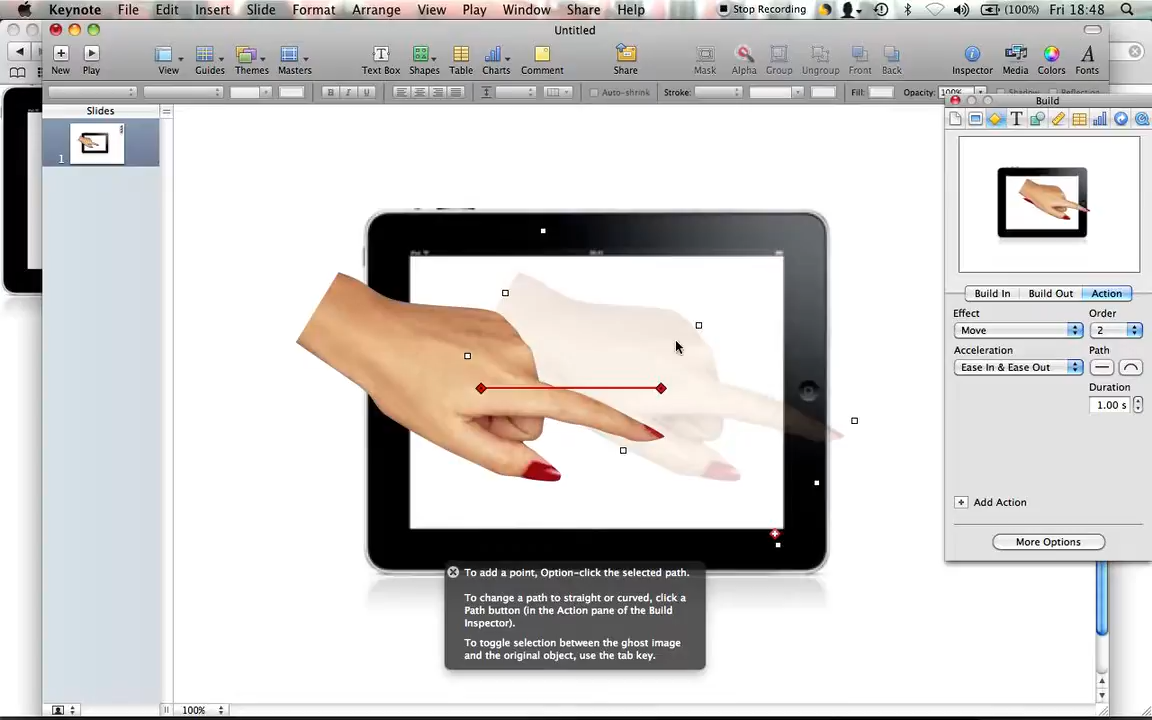 Keynote File Edit Insert Slide Format Arrange View Play Window Share Help Stop Recording (100%) Fri 18:48
Untitled
New Play View Guides Themes Masters Text Box Shapes Table Charts Comment Share Mask Alpha Group Ungroup Front Back Inspector Media Colors Fonts
B I U Auto-shrink Stroke: Fill: Opacity: 100% Shadow Reflection
Slides
1
Build
Build In Build Out Action
Effect Order
Move 2
Acceleration Path
Ease In & Ease Out
Duration
1.00 s
Add Action
More Options
To add a point, Option-click the selected path.
To change a path to straight or curved, click a
Path button (in the Action pane of the Build
Inspector).
To toggle selection between the ghost image
and the original object, use the tab key.
100%